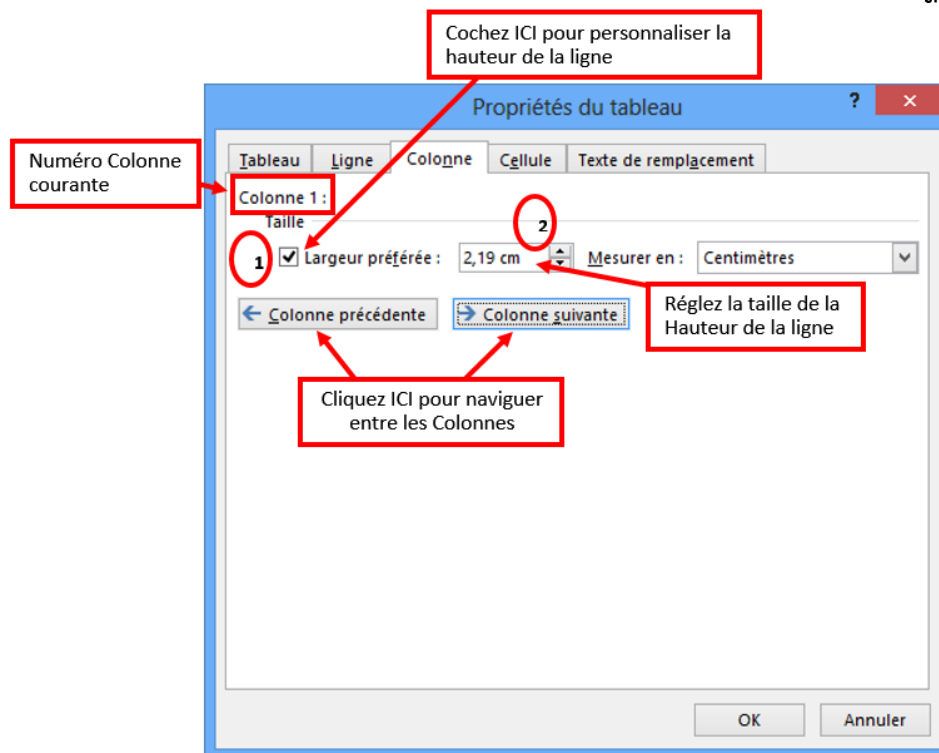 Cochez ICI pour personnaliser la
hauteur de la ligne
Propriétés du tableau
?
Numéro Colonne
courante
Tableau Ligne Colonne Cellule Texte de remplacement
Colonne 1 :
Taille
2
1 Largeur préférée : 2,19 cm Mesurer en : Centimètres
Réglez la taille de la
Hauteur de la ligne
Colonne précédente Colonne suivante
Cliquez ICI pour naviguer
entre les Colonnes
OK Annuler